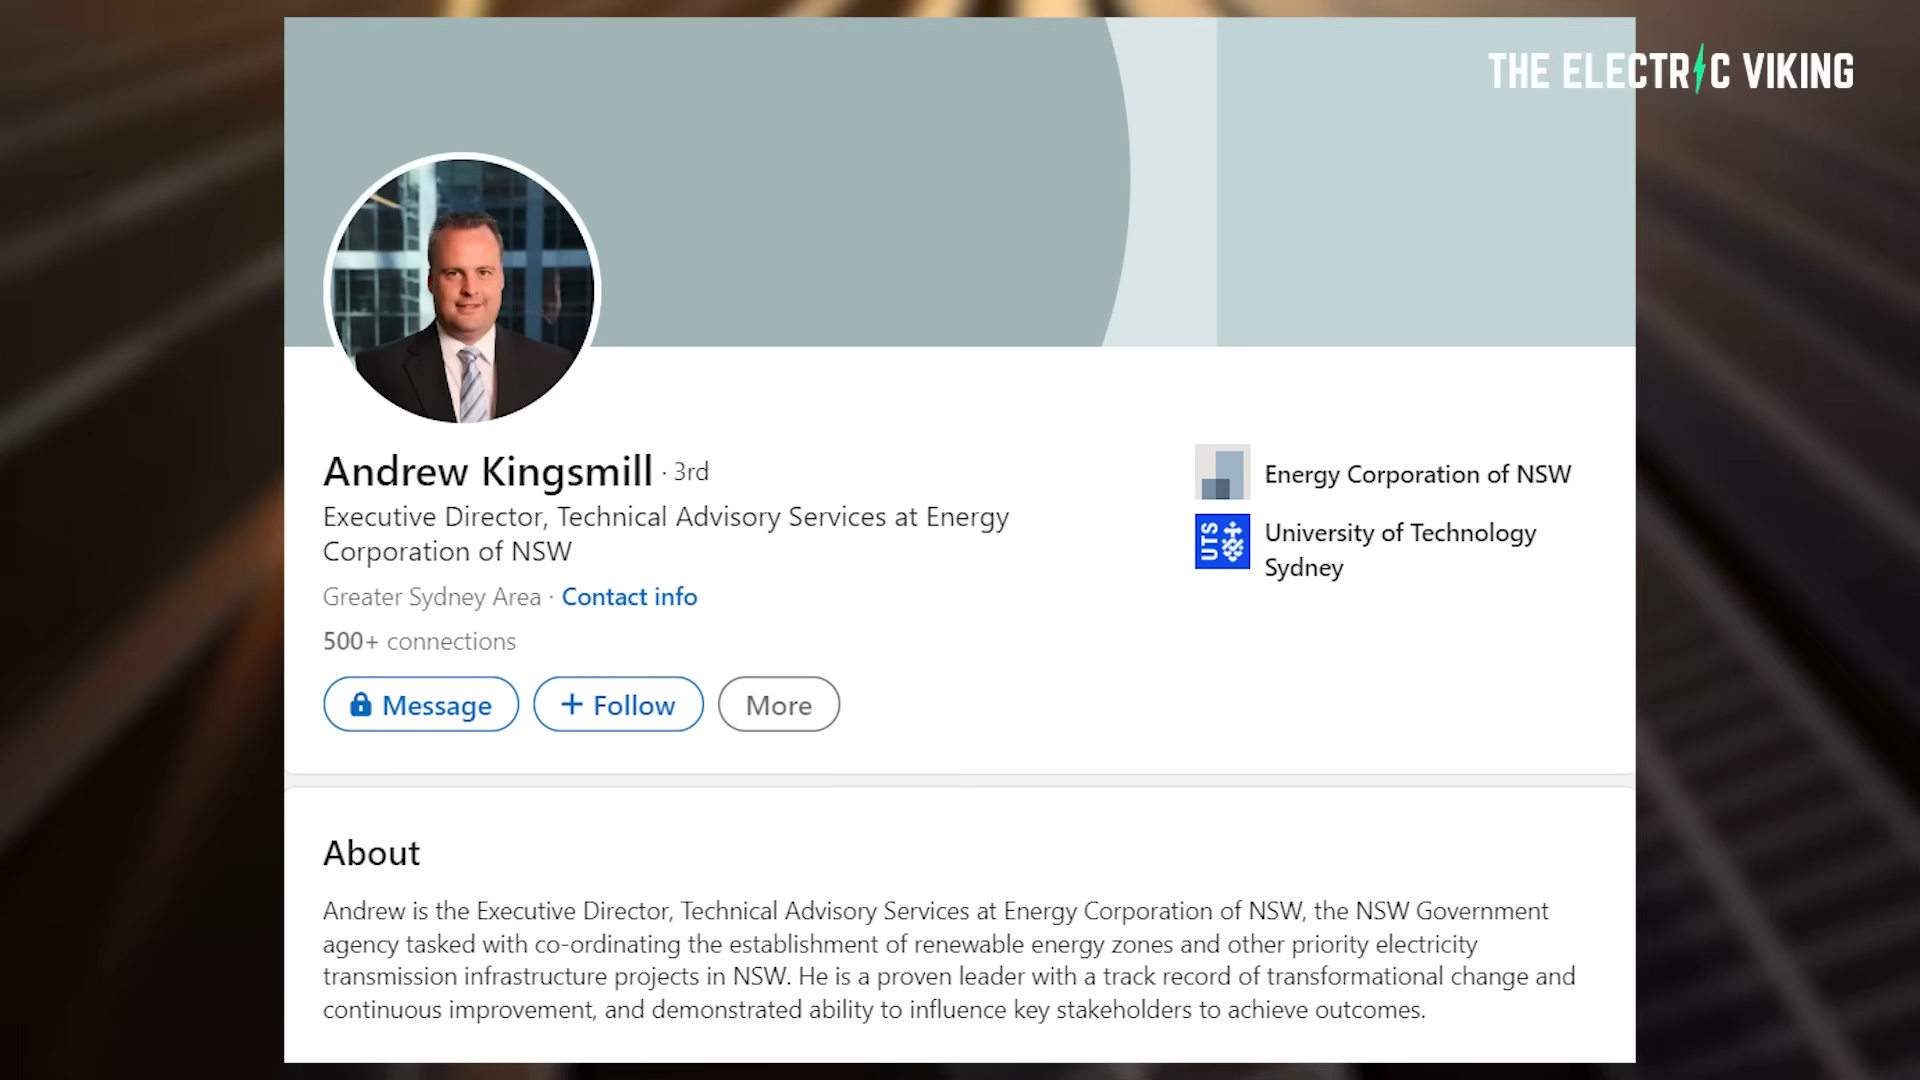 THE ELECTRIC VIKING
Andrew Kingsmill · 3rd
Executive Director, Technical Advisory Services at Energy
Corporation of NSW
Greater Sydney Area · Contact info
500+ connections
Message
+ Follow
More
Energy Corporation of NSW
UTS
University of Technology
Sydney
About
Andrew is the Executive Director, Technical Advisory Services at Energy Corporation of NSW, the NSW Government
agency tasked with co-ordinating the establishment of renewable energy zones and other priority electricity
transmission infrastructure projects in NSW. He is a proven leader with a track record of transformational change and
continuous improvement, and demonstrated ability to influence key stakeholders to achieve outcomes.